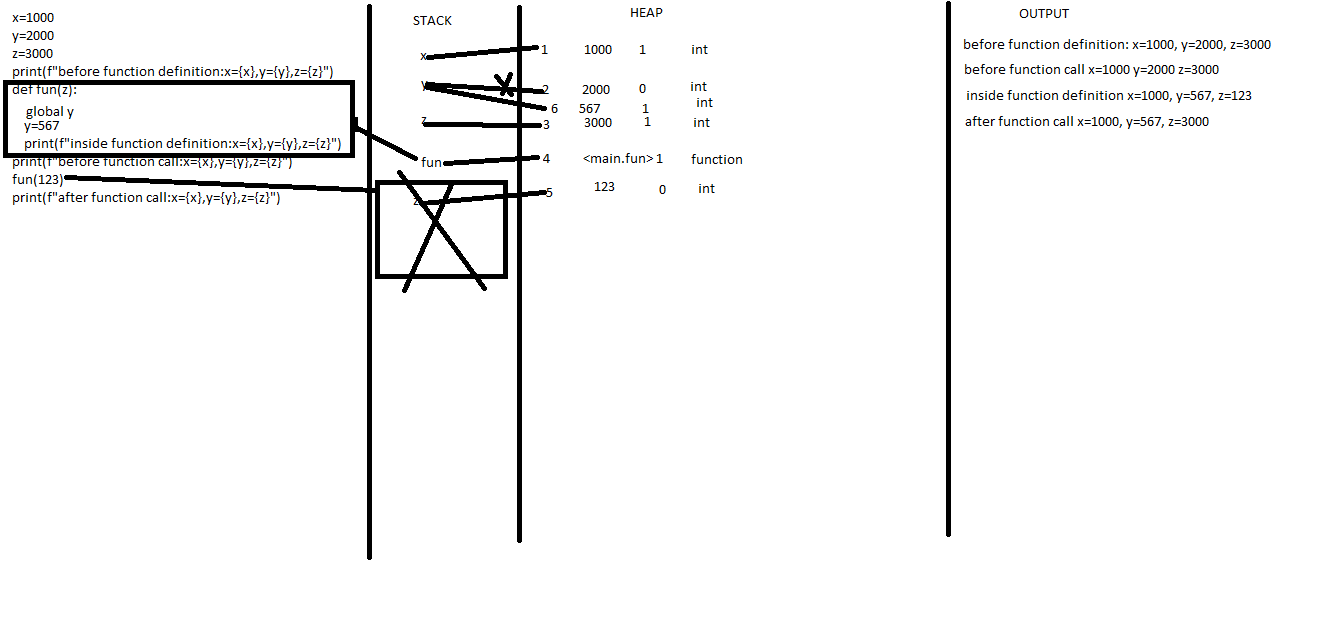 x=1000
y=2000
z=3000
print(f"before function definition:x={x},y={y},z={z}")
def fun(z):
global y
y=567
print(f"inside function definition:x={x},y={y},z={z}")
print(f"before function call:x={x},y={y},z={z}")
fun(123)
print(f"after function call:x={x},y={y},z={z}")
STACK
x
y
z
fun
z
HEAP
1 1000 1 int
2 2000 0 int
6 567 1 int
3 3000 1 int
4 <main.fun> 1 function
5 123 0 int
OUTPUT
before function definition: x=1000, y=2000, z=3000
before function call x=1000 y=2000 z=3000
inside function definition x=1000, y=567, z=123
after function call x=1000, y=567, z=3000